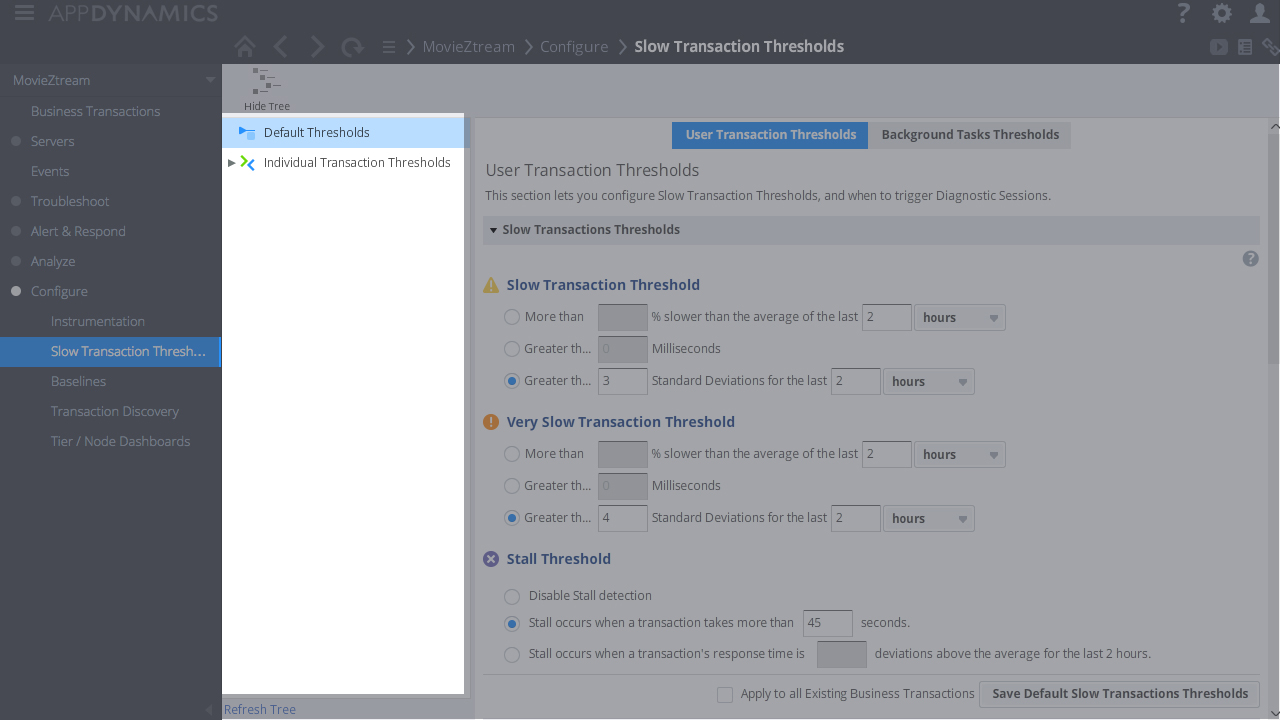 APPDYNAMICS
?
MovieZtream Configure Slow Transaction Thresholds
MovieZtream
Business Transactions
Servers
Events
Troubleshoot
Alert & Respond
Analyze
Configure
Instrumentation
Slow Transaction Thresh...
Baselines
Transaction Discovery
Tier / Node Dashboards
Hide Tree
Default Thresholds
Individual Transaction Thresholds
Refresh Tree
User Transaction Thresholds Background Tasks Thresholds
User Transaction Thresholds
This section lets you configure Slow Transaction Thresholds, and when to trigger Diagnostic Sessions.
Slow Transactions Thresholds
?
Slow Transaction Threshold
More than % slower than the average of the last 2 hours
Greater th... 0 Milliseconds
Greater th... 3 Standard Deviations for the last 2 hours
Very Slow Transaction Threshold
More than % slower than the average of the last 2 hours
Greater th... 0 Milliseconds
Greater th... 4 Standard Deviations for the last 2 hours
Stall Threshold
Disable Stall detection
Stall occurs when a transaction takes more than 45 seconds.
Stall occurs when a transaction's response time is deviations above the average for the last 2 hours.
Apply to all Existing Business Transactions Save Default Slow Transactions Thresholds